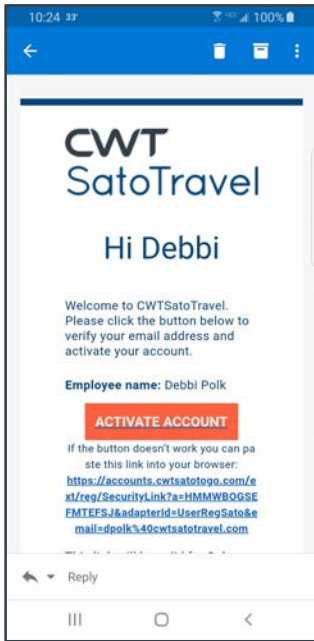 10:24 33° 100%
CWT
SatoTravel
Hi Debbi
Welcome to CWTSatoTravel.
Please click the button below to
verify your email address and
activate your account.
Employee name: Debbi Polk
ACTIVATE ACCOUNT
If the button doesn't work you can pa
ste this link into your browser:
https://accounts.cwtsatotogo.com/e
xt/reg/SecurityLink?a=HMMWBOGSE
FMTEFSJ&adapterId=UserRegSato&e
mail=dpolk%40cwtsatotravel.com
Reply